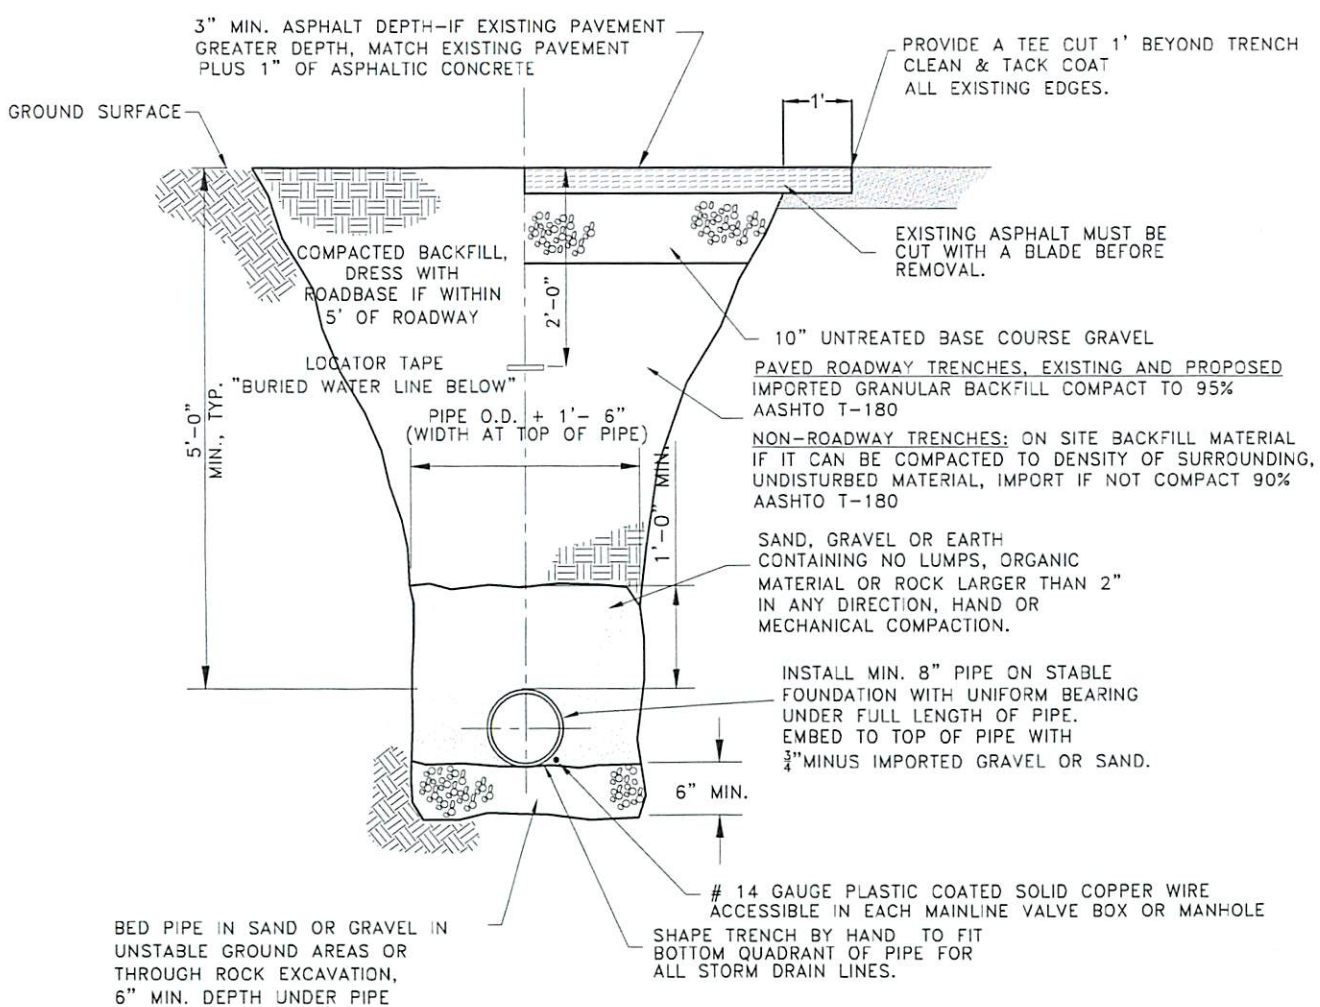 3" MIN. ASPHALT DEPTH-IF EXISTING PAVEMENT
GREATER DEPTH, MATCH EXISTING PAVEMENT
PLUS 1" OF ASPHALTIC CONCRETE
PROVIDE A TEE CUT 1' BEYOND TRENCH
CLEAN & TACK COAT
ALL EXISTING EDGES.
GROUND SURFACE
1'
EXISTING ASPHALT MUST BE
CUT WITH A BLADE BEFORE
REMOVAL.
COMPACTED BACKFILL,
DRESS WITH
ROADBASE IF WITHIN
5' OF ROADWAY
2'-0"
10" UNTREATED BASE COURSE GRAVEL
LOCATOR TAPE
"BURIED WATER LINE BELOW"
PAVED ROADWAY TRENCHES, EXISTING AND PROPOSED
IMPORTED GRANULAR BACKFILL COMPACT TO 95%
AASHTO T-180
5'-0"
MIN., TYP.
PIPE O.D. + 1'- 6"
(WIDTH AT TOP OF PIPE)
NON-ROADWAY TRENCHES: ON SITE BACKFILL MATERIAL
IF IT CAN BE COMPACTED TO DENSITY OF SURROUNDING,
UNDISTURBED MATERIAL, IMPORT IF NOT COMPACT 90%
AASHTO T-180
1'-0" MIN.
SAND, GRAVEL OR EARTH
CONTAINING NO LUMPS, ORGANIC
MATERIAL OR ROCK LARGER THAN 2"
IN ANY DIRECTION, HAND OR
MECHANICAL COMPACTION.
INSTALL MIN. 8" PIPE ON STABLE
FOUNDATION WITH UNIFORM BEARING
UNDER FULL LENGTH OF PIPE.
EMBED TO TOP OF PIPE WITH
3/4"MINUS IMPORTED GRAVEL OR SAND.
6" MIN.
# 14 GAUGE PLASTIC COATED SOLID COPPER WIRE
ACCESSIBLE IN EACH MAINLINE VALVE BOX OR MANHOLE
SHAPE TRENCH BY HAND TO FIT
BOTTOM QUADRANT OF PIPE FOR
ALL STORM DRAIN LINES.
BED PIPE IN SAND OR GRAVEL IN
UNSTABLE GROUND AREAS OR
THROUGH ROCK EXCAVATION,
6" MIN. DEPTH UNDER PIPE